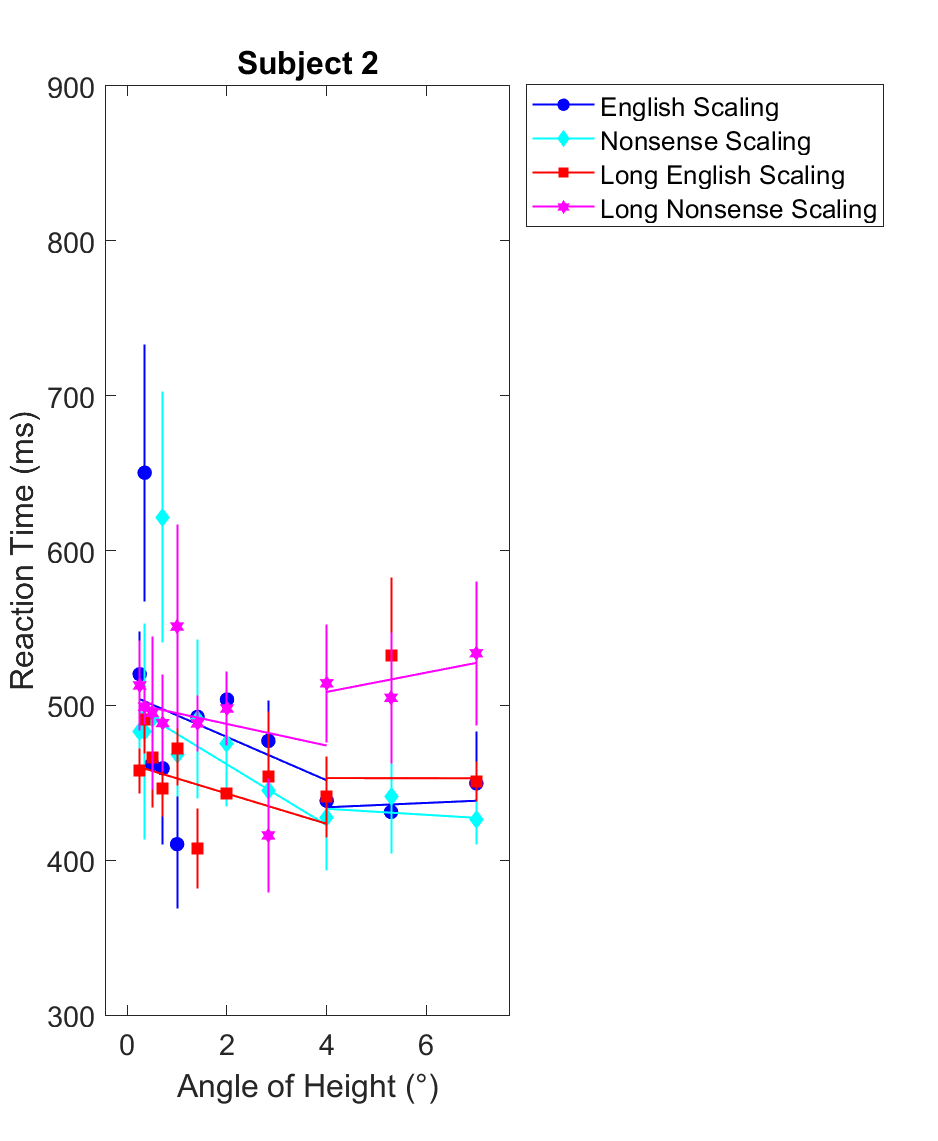 Subject 2
900
800
700
600
500
400
300
Reaction Time (ms)
0 2 4 6
Angle of Height (°)
English Scaling
Nonsense Scaling
Long English Scaling
Long Nonsense Scaling